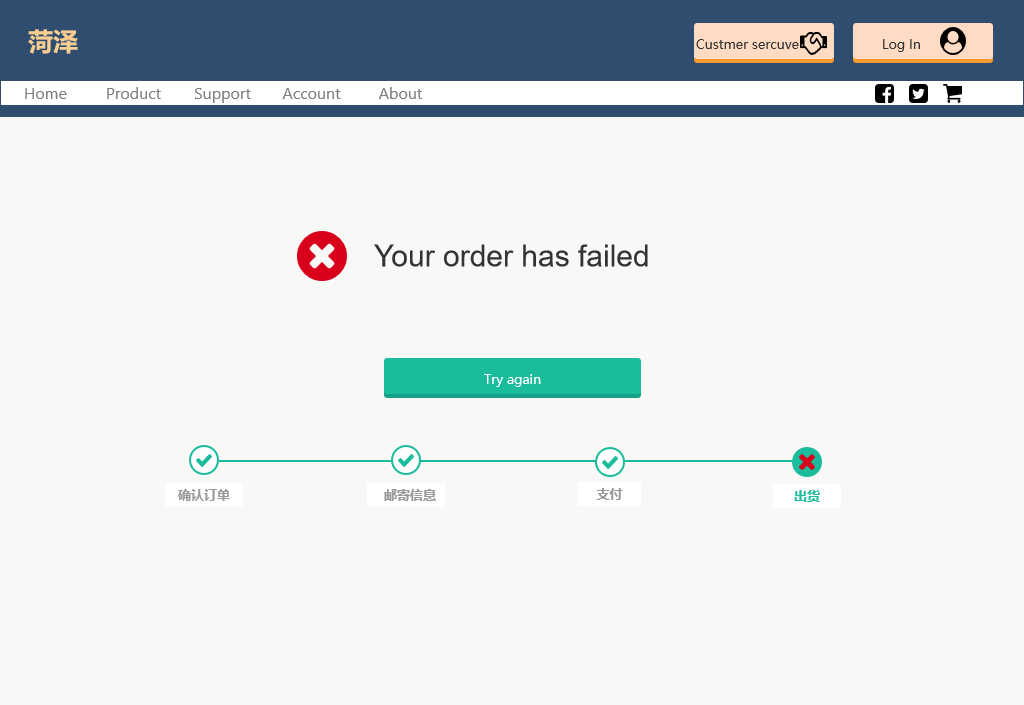 菏泽
Custmer sercuve
Log In
Home
Product
Support
Account
About
Your order has failed
Try again
确认订单
邮寄信息
支付
出货